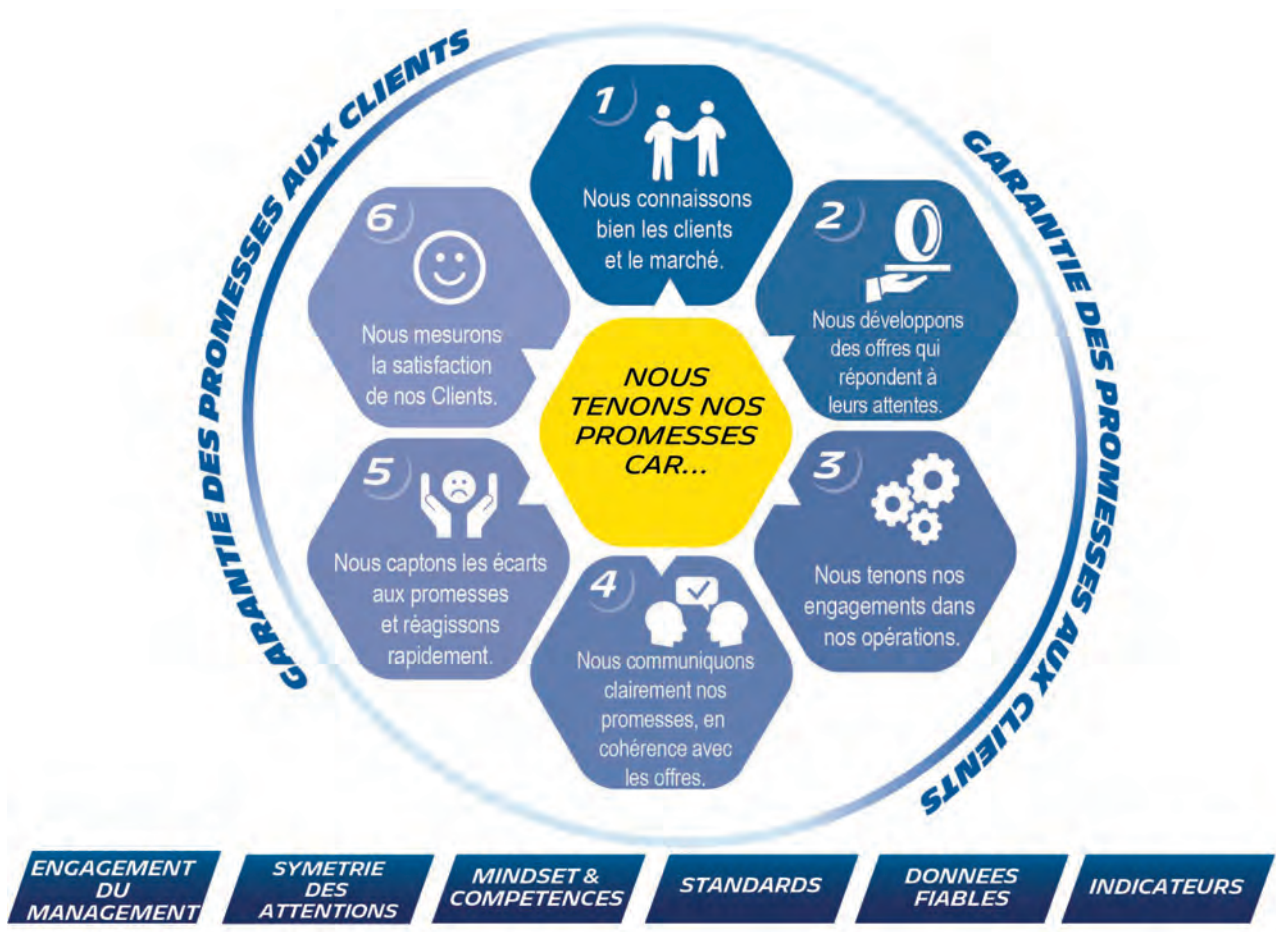 GARANTIE DES PROMESSES AUX CLIENTS
GARANTIE DES PROMESSES AUX CLIENTS
1
Nous connaissons
bien les clients
et le marché.
2
Nous développons
des offres qui
répondent à
leurs attentes.
3
Nous tenons nos
engagements dans
nos opérations.
4
Nous communiquons
clairement nos
promesses, en
cohérence avec
les offres.
5
Nous captons les écarts
aux promesses
et réagissons
rapidement.
6
Nous mesurons
la satisfaction
de nos Clients.
NOUS
TENONS NOS
PROMESSES
CAR...
ENGAGEMENT
DU
MANAGEMENT
SYMETRIE
DES
ATTENTIONS
MINDSET &
COMPETENCES
STANDARDS
DONNEES
FIABLES
INDICATEURS